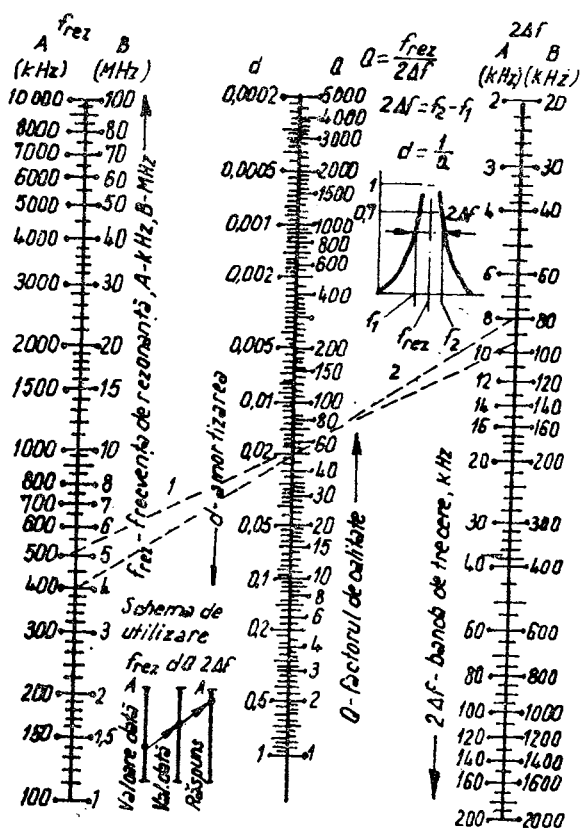 f rez
A B
(kHz) (MHz)
10000 100
8000 80
7000 70
6000 60
5000 50
4000 40
3000 30
2000 20
1500 15
1000 10
800 8
700 7
600 6
500 5
400 4
300 3
200 2
150 1,5
100 1
f rez - frecvența de rezonanță, A-kHz, B-MHz
1
Schema de
utilizare
f rez d Q 2Δf
A A
Valoare dată
Val. dată
Răspuns
d Q
0,0002 5000
4000
3000
0,0005 2000
1500
0,001 1000
800
600
0,002 400
0,005 200
150
0,01 100
80
60
0,02
40
30
0,05 20
15
0,1 10
8
6
0,2 4
3
0,5 2
1 1
d-amortizarea
Q-factorul de calitate
Q = f rez / 2Δf
2Δf = f2 - f1
d = 1/Q
1
0,7
2Δf
f1 f rez f2
2
2Δf
A B
(kHz) (kHz)
2 20
3 30
4 40
6 60
8 80
10 100
12 120
14 140
16 160
20 200
30 300
40 400
60 600
80 800
100 1000
120 1200
140 1400
160 1600
200 2000
2Δf-banda de trecere, kHz